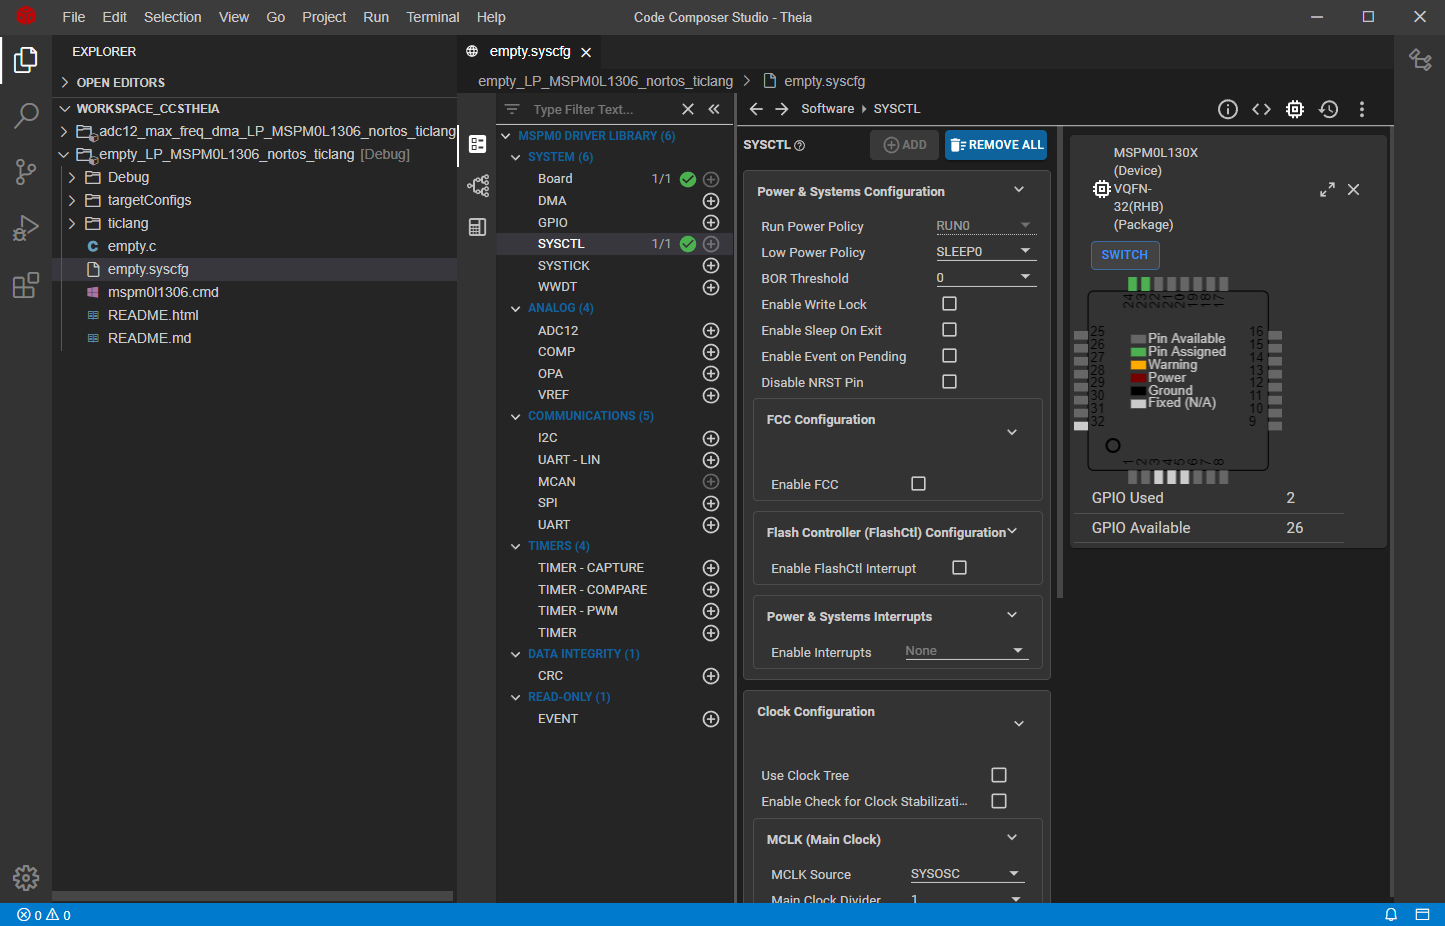 File Edit Selection View Go Project Run Terminal Help
Code Composer Studio - Theia
EXPLORER
OPEN EDITORS
WORKSPACE_CCSTHEIA
adc12_max_freq_dma_LP_MSPM0L1306_nortos_ticlang
empty_LP_MSPM0L1306_nortos_ticlang [Debug]
Debug
targetConfigs
ticlang
empty.c
empty.syscfg
mspm0l1306.cmd
README.html
README.md
empty.syscfg
empty_LP_MSPM0L1306_nortos_ticlang > empty.syscfg
Type Filter Text...
MSPM0 DRIVER LIBRARY (6)
SYSTEM (6)
Board 1/1
DMA
GPIO
SYSCTL 1/1
SYSTICK
WWDT
ANALOG (4)
ADC12
COMP
OPA
VREF
COMMUNICATIONS (5)
I2C
UART - LIN
MCAN
SPI
UART
TIMERS (4)
TIMER - CAPTURE
TIMER - COMPARE
TIMER - PWM
TIMER
DATA INTEGRITY (1)
CRC
READ-ONLY (1)
EVENT
Software SYSCTL
SYSCTL
ADD
REMOVE ALL
Power & Systems Configuration
Run Power Policy RUN0
Low Power Policy SLEEP0
BOR Threshold 0
Enable Write Lock
Enable Sleep On Exit
Enable Event on Pending
Disable NRST Pin
FCC Configuration
Enable FCC
Flash Controller (FlashCtl) Configuration
Enable FlashCtl Interrupt
Power & Systems Interrupts
Enable Interrupts None
Clock Configuration
Use Clock Tree
Enable Check for Clock Stabilizati...
MCLK (Main Clock)
MCLK Source SYSOSC
Main Clock Divider 1
MSPM0L130X
(Device)
VQFN-
32(RHB)
(Package)
SWITCH
24 23 22 21 20 19 18 17
25
26
27
28
29
30
31
32
Pin Available
Pin Assigned
Warning
Power
Ground
Fixed (N/A)
16
15
14
13
12
11
10
9
1 2 3 4 5 6 7 8
GPIO Used 2
GPIO Available 26
0 0